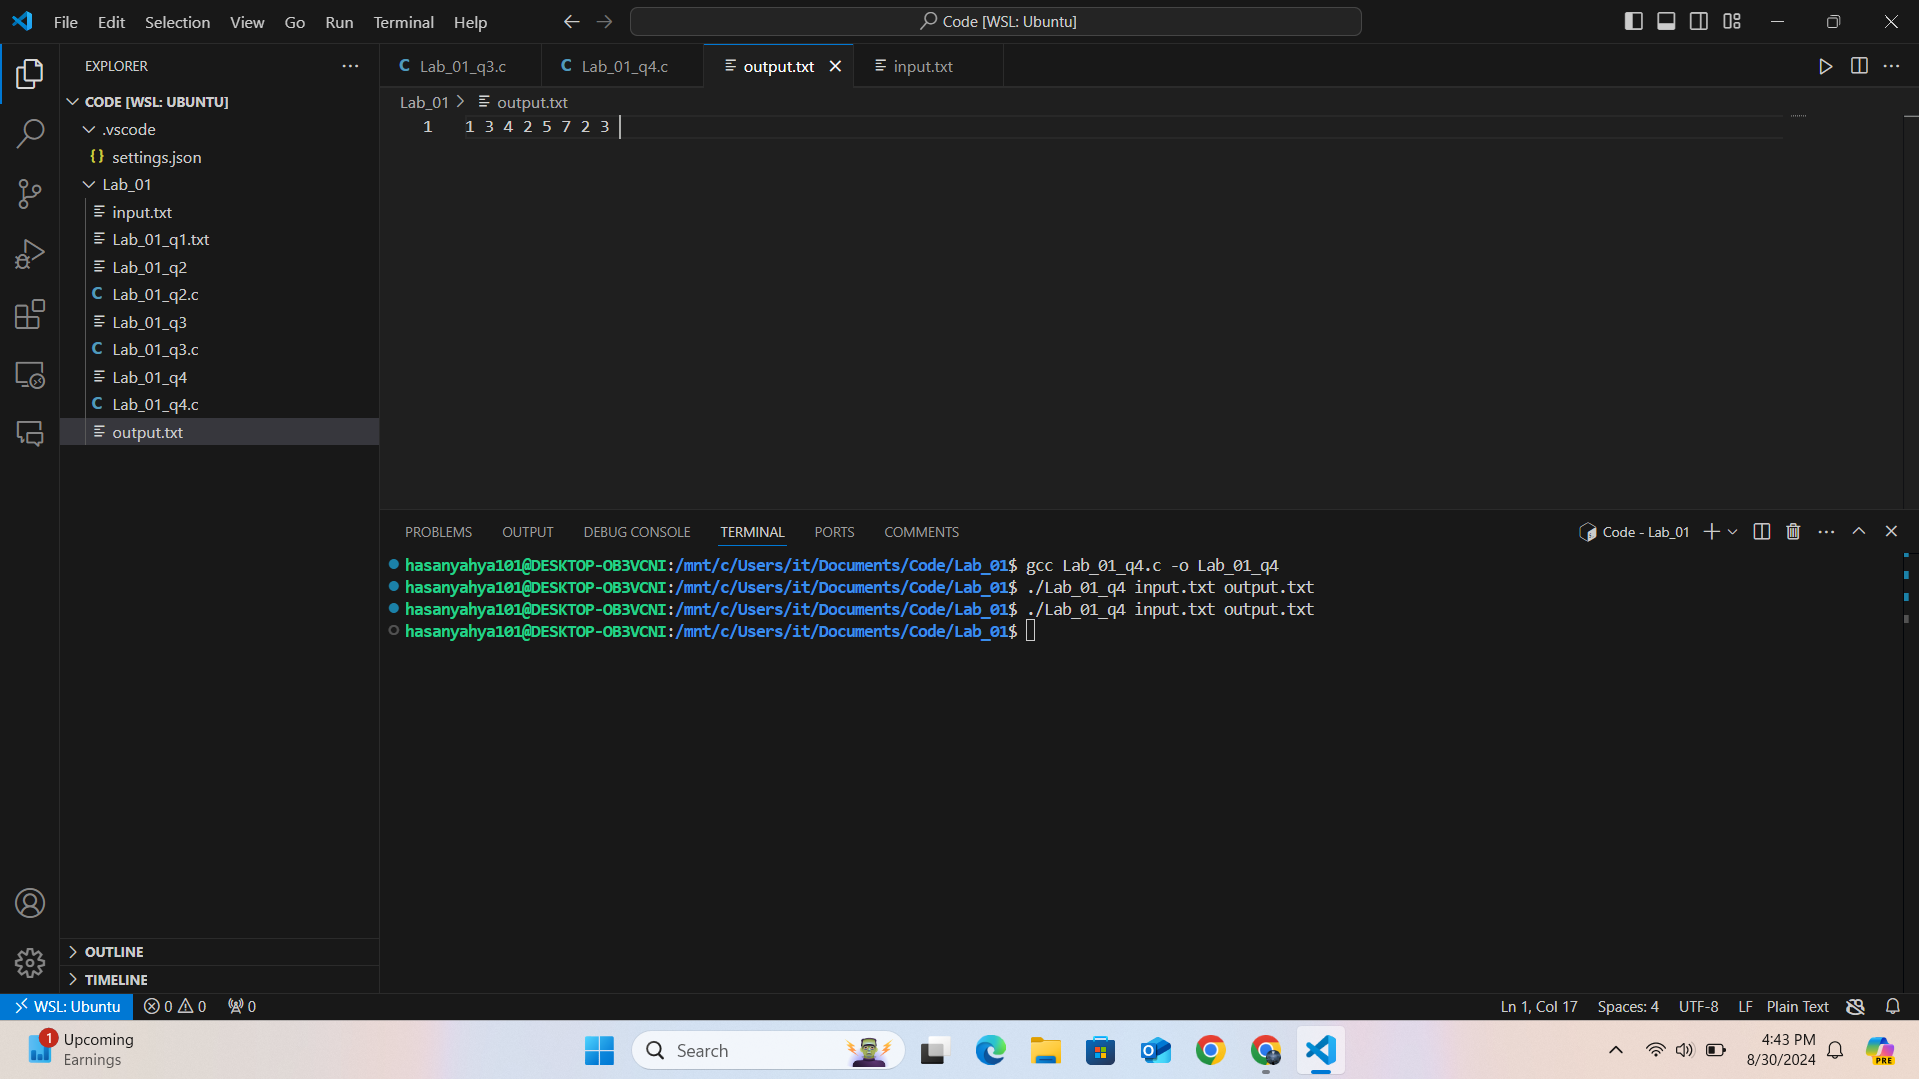 File Edit Selection View Go Run Terminal Help
Code [WSL: Ubuntu]
EXPLORER
CODE [WSL: UBUNTU]
.vscode
{} settings.json
Lab_01
input.txt
Lab_01_q1.txt
Lab_01_q2
C Lab_01_q2.c
Lab_01_q3
C Lab_01_q3.c
Lab_01_q4
C Lab_01_q4.c
output.txt
OUTLINE
TIMELINE
C Lab_01_q3.c C Lab_01_q4.c output.txt input.txt
Lab_01 > output.txt
1 1 3 4 2 5 7 2 3
PROBLEMS OUTPUT DEBUG CONSOLE TERMINAL PORTS COMMENTS
Code - Lab_01
hasanyahya101@DESKTOP-OB3VCNI:/mnt/c/Users/it/Documents/Code/Lab_01$ gcc Lab_01_q4.c -o Lab_01_q4
hasanyahya101@DESKTOP-OB3VCNI:/mnt/c/Users/it/Documents/Code/Lab_01$ ./Lab_01_q4 input.txt output.txt
hasanyahya101@DESKTOP-OB3VCNI:/mnt/c/Users/it/Documents/Code/Lab_01$ ./Lab_01_q4 input.txt output.txt
hasanyahya101@DESKTOP-OB3VCNI:/mnt/c/Users/it/Documents/Code/Lab_01$
WSL: Ubuntu 0 0 0
Ln 1, Col 17 Spaces: 4 UTF-8 LF Plain Text
1
Upcoming
Earnings
Search
4:43 PM
8/30/2024
PRE